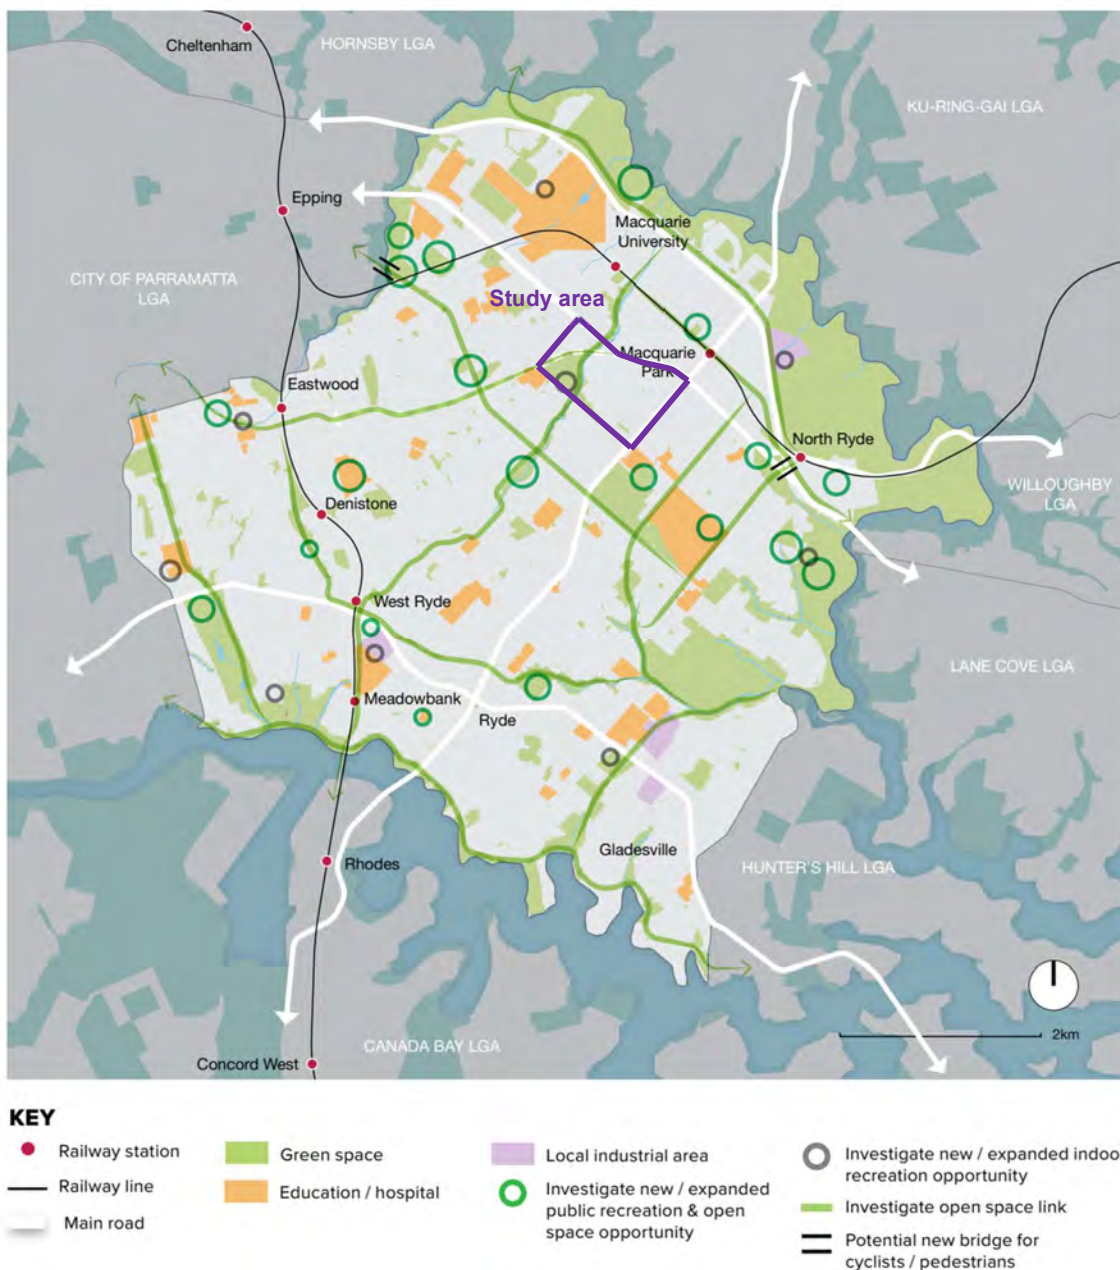 Cheltenham
HORNSBY LGA
KU-RING-GAI LGA
Epping
Macquarie
University
CITY OF PARRAMATTA
LGA
Study area
Macquarie
Park
Eastwood
North Ryde
WILLOUGHBY
LGA
Denistone
West Ryde
LANE COVE LGA
Meadowbank
Ryde
Gladesville
Rhodes
HUNTER'S HILL LGA
2km
CANADA BAY LGA
Concord West
KEY
Railway station
Railway line
Main road
Green space
Education / hospital
Local industrial area
Investigate new / expanded
public recreation & open
space opportunity
Investigate new / expanded indoo
recreation opportunity
Investigate open space link
Potential new bridge for
cyclists / pedestrians